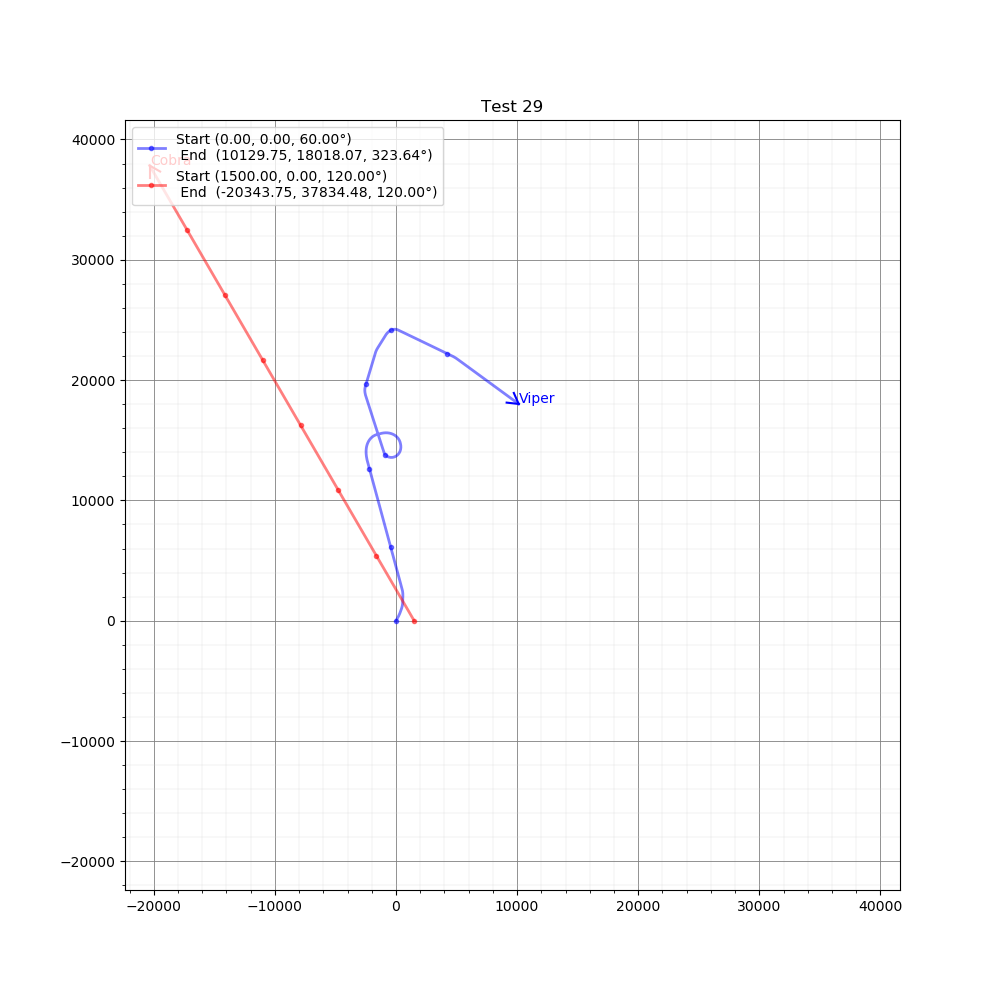 Test 29
40000
30000
20000
10000
0
−10000
−20000
Start (0.00, 0.00, 60.00°)
End  (10129.75, 18018.07, 323.64°)
Start (1500.00, 0.00, 120.00°)
End  (-20343.75, 37834.48, 120.00°)
Cobra
Viper
−20000 −10000 0 10000 20000 30000 40000